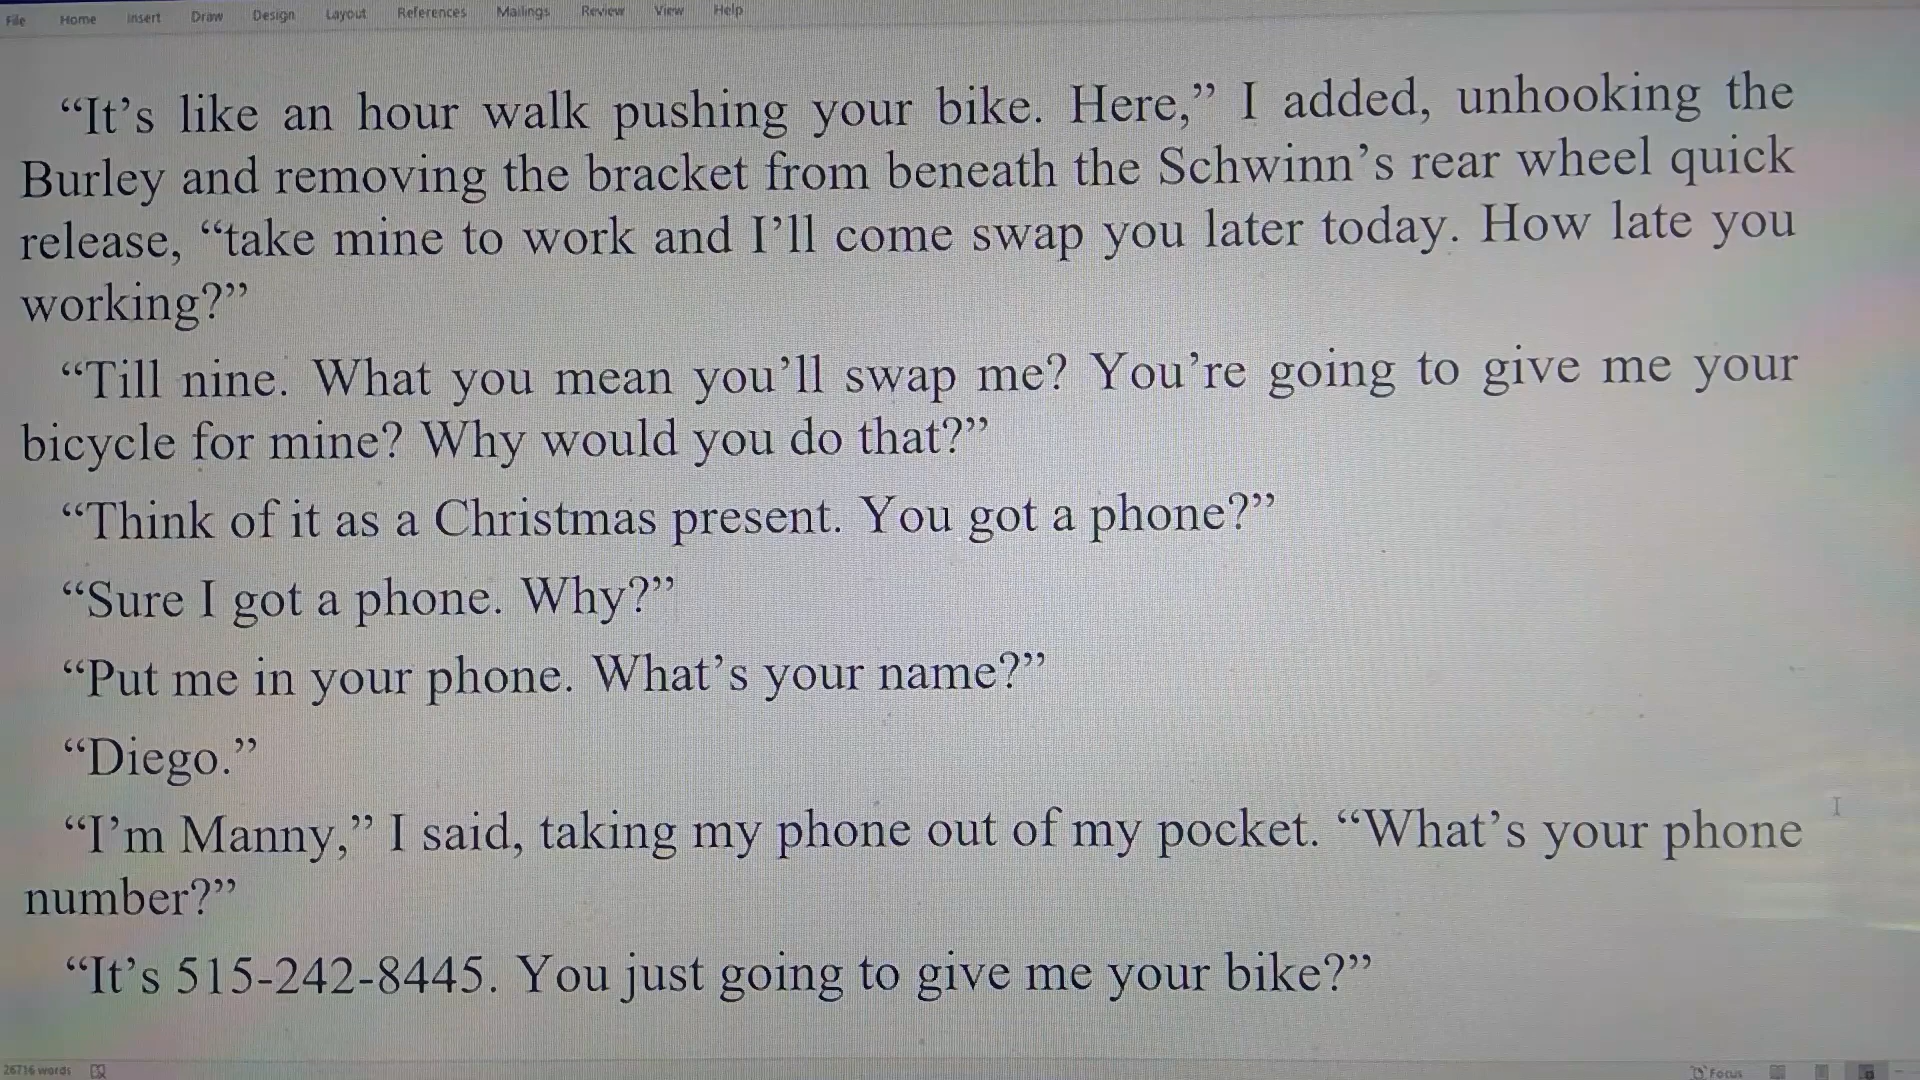 File Home Insert Draw Design Layout References Mailings Review View Help
“It’s like an hour walk pushing your bike. Here,” I added, unhooking the
Burley and removing the bracket from beneath the Schwinn’s rear wheel quick
release, “take mine to work and I’ll come swap you later today. How late you
working?”
“Till nine. What you mean you’ll swap me? You’re going to give me your
bicycle for mine? Why would you do that?”
“Think of it as a Christmas present. You got a phone?”
“Sure I got a phone. Why?”
“Put me in your phone. What’s your name?”
“Diego.”
“I’m Manny,” I said, taking my phone out of my pocket. “What’s your phone
number?”
“It’s 515-242-8445. You just going to give me your bike?”
26716 words Focus